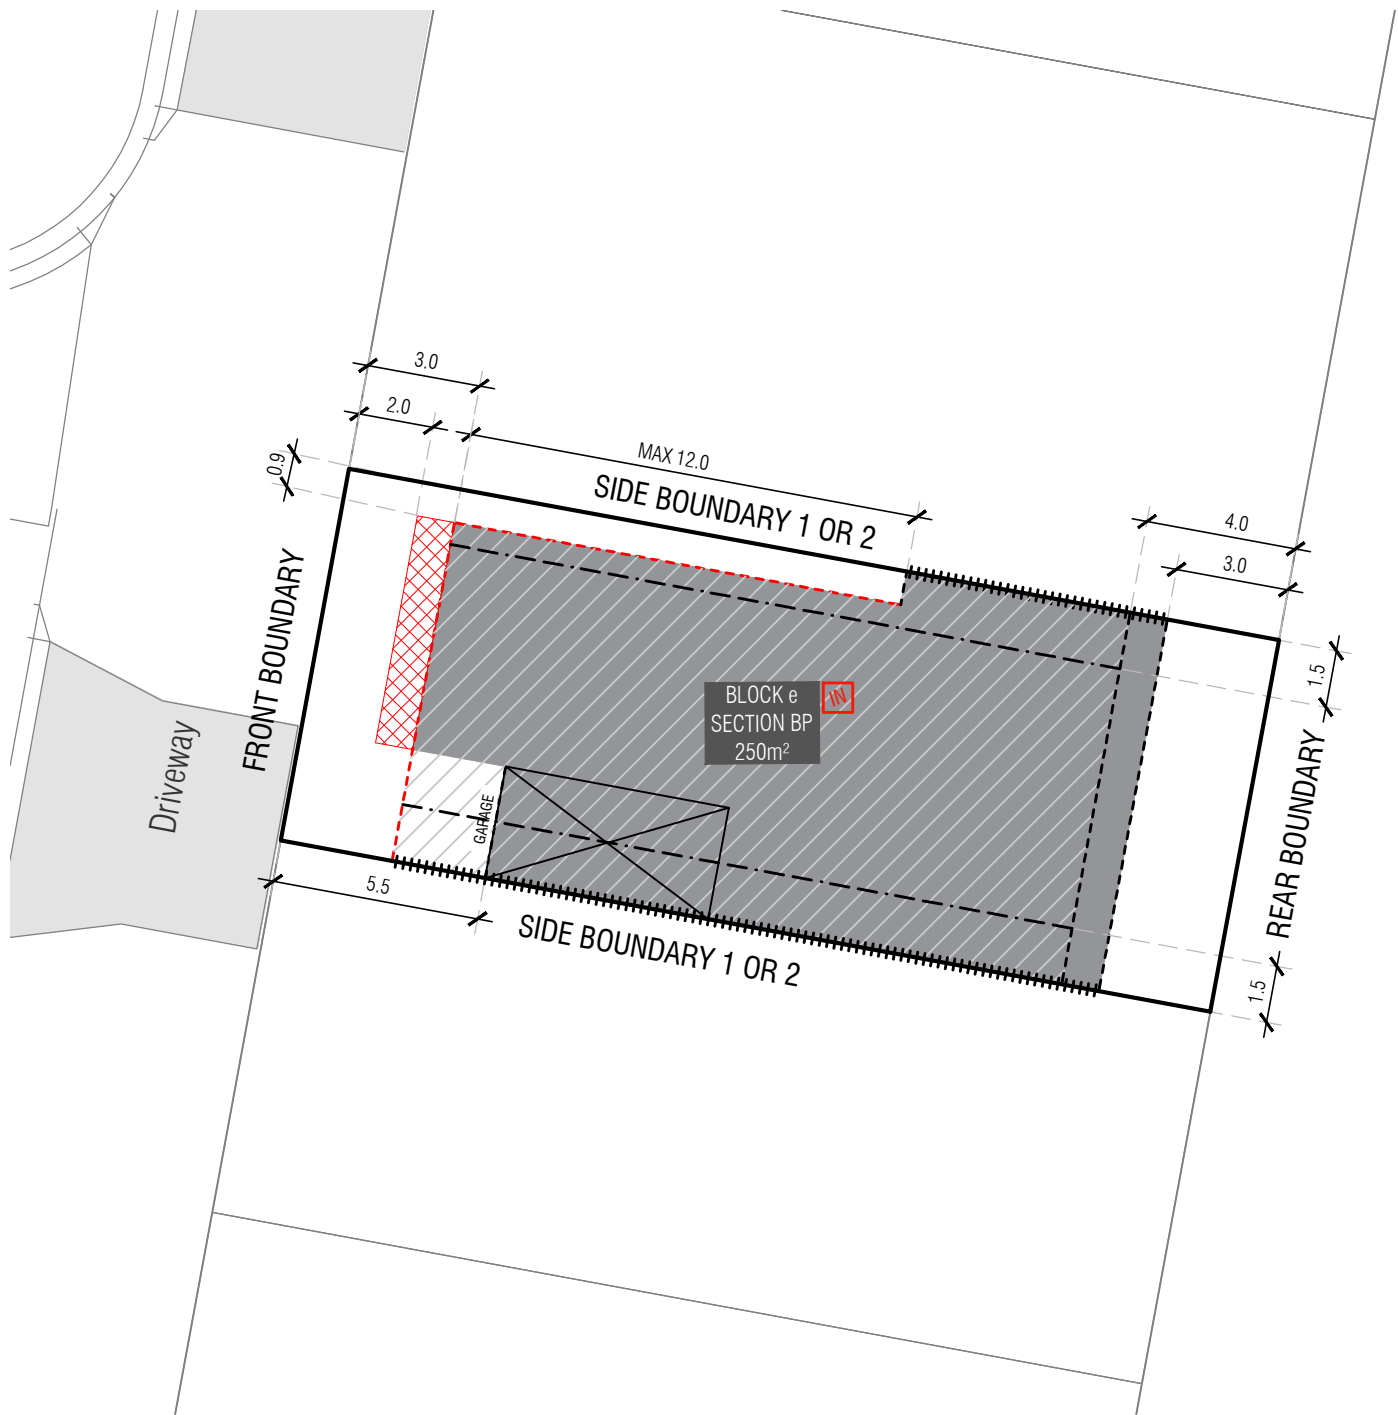 3.0
2.0
0.9
MAX 12.0
SIDE BOUNDARY 1 OR 2
4.0
3.0
1.5
FRONT BOUNDARY
BLOCK e
SECTION BP
250m²
IN
Driveway
GARAGE
REAR BOUNDARY
5.5
SIDE BOUNDARY 1 OR 2
1.5